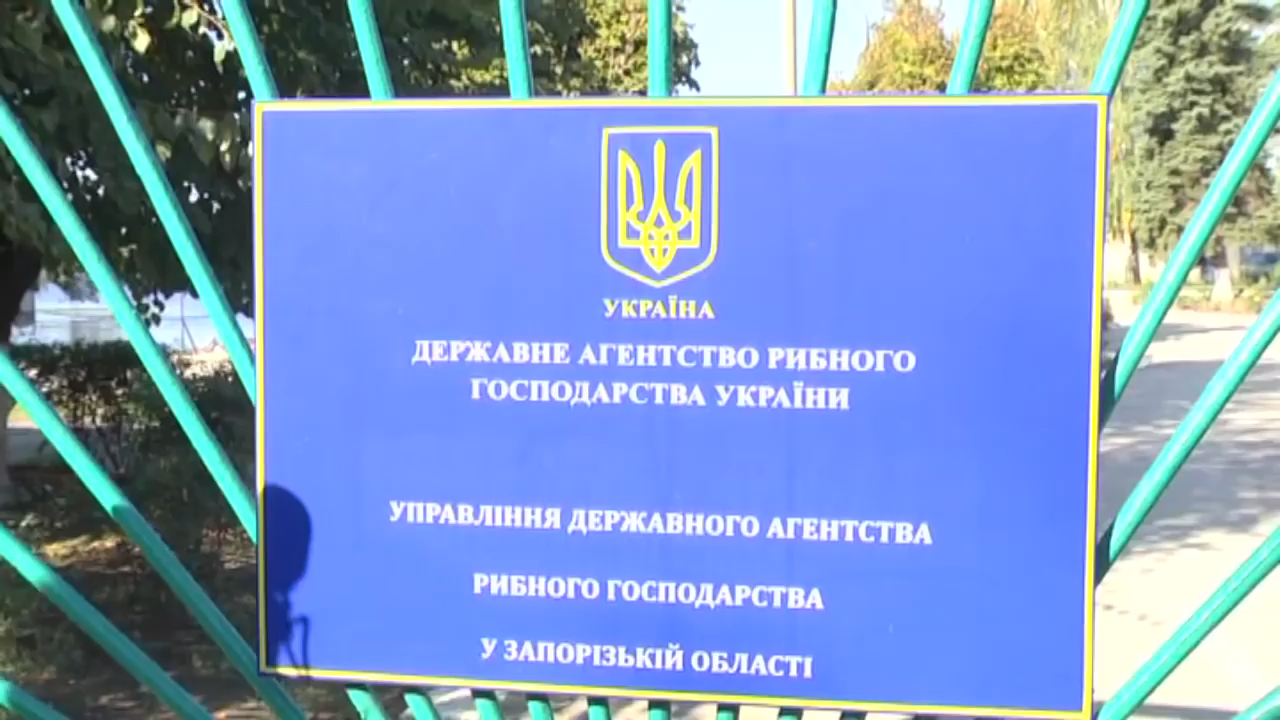 УКРАЇНА
ДЕРЖАВНЕ АГЕНТСТВО РИБНОГО
ГОСПОДАРСТВА УКРАЇНИ
УПРАВЛІННЯ ДЕРЖАВНОГО АГЕНТСТВА
РИБНОГО ГОСПОДАРСТВА
У ЗАПОРІЗЬКІЙ ОБЛАСТІ